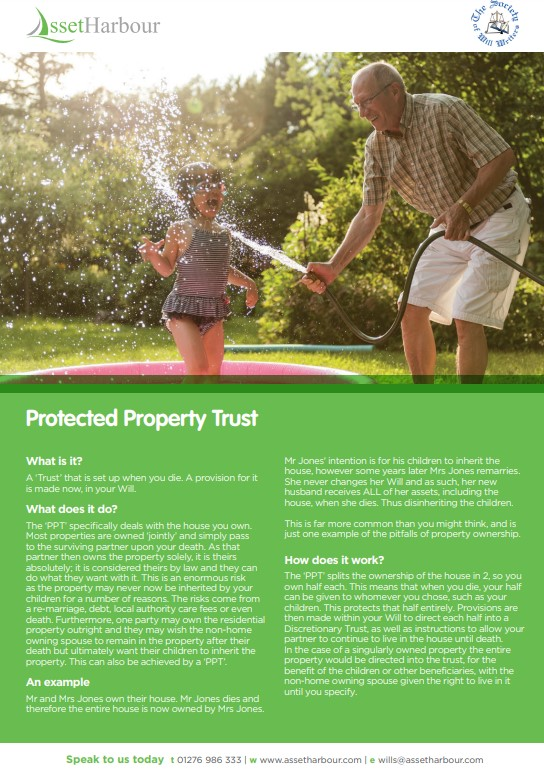 AssetHarbour
The Society
of Will Writers
Protected Property Trust
What is it?
A ‘Trust’ that is set up when you die. A provision for it
is made now, in your Will.
What does it do?
The ‘PPT’ specifically deals with the house you own.
Most properties are owned ‘jointly’ and simply pass
to the surviving partner upon your death. As that
partner then owns the property solely, it is theirs
absolutely; it is considered theirs by law and they can
do what they want with it. This is an enormous risk
as the property may never now be inherited by your
children for a number of reasons. The risks come from
a re-marriage, debt, local authority care fees or even
death. Furthermore, one party may own the residential
property outright and they may wish the non-home
owning spouse to remain in the property after their
death but ultimately want their children to inherit the
property. This can also be achieved by a ‘PPT’.
An example
Mr and Mrs Jones own their house. Mr Jones dies and
therefore the entire house is now owned by Mrs Jones.
Mr Jones’ intention is for his children to inherit the
house, however some years later Mrs Jones remarries.
She never changes her Will and as such, her new
husband receives ALL of her assets, including the
house, when she dies. Thus disinheriting the children.
This is far more common than you might think, and is
just one example of the pitfalls of property ownership.
How does it work?
The ‘PPT’ splits the ownership of the house in 2, so you
own half each. This means that when you die, your half
can be given to whomever you chose, such as your
children. This protects that half entirely. Provisions are
then made within your Will to direct each half into a
Discretionary Trust, as well as instructions to allow your
partner to continue to live in the house until death.
In the case of a singularly owned property the entire
property would be directed into the trust, for the
benefit of the children or other beneficiaries, with the
non-home owning spouse given the right to live in it
until you specify.
Speak to us today t 01276 986 333 | w www.assetharbour.com | e wills@assetharbour.com